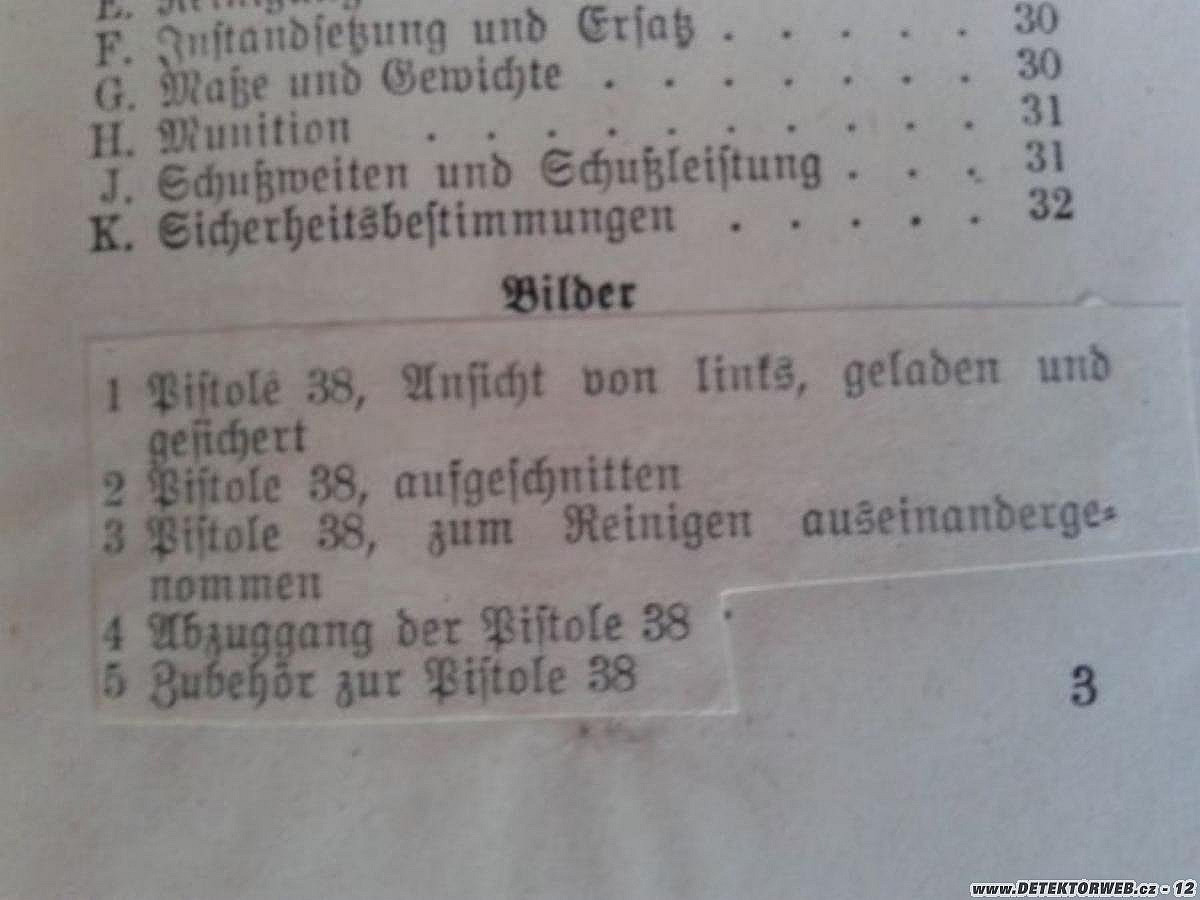 E. Reinigung
F. Inſtandſetzung und Erſatz . . . . . 30
G. Maße und Gewichte . . . . . . . 30
H. Munition . . . . . . . . . . 31
J. Schußweiten und Schußleiſtung . . . 31
K. Sicherheitsbeſtimmungen . . . . . 32
Bilder
1 Piſtole 38, Anſicht von links, geladen und
geſichert
2 Piſtole 38, aufgeſchnitten
3 Piſtole 38, zum Reinigen auseinanderge⸗
nommen
4 Abzuggang der Piſtole 38
5 Zubehör zur Piſtole 38
3
www.DETEKTORWEB.cz - 12